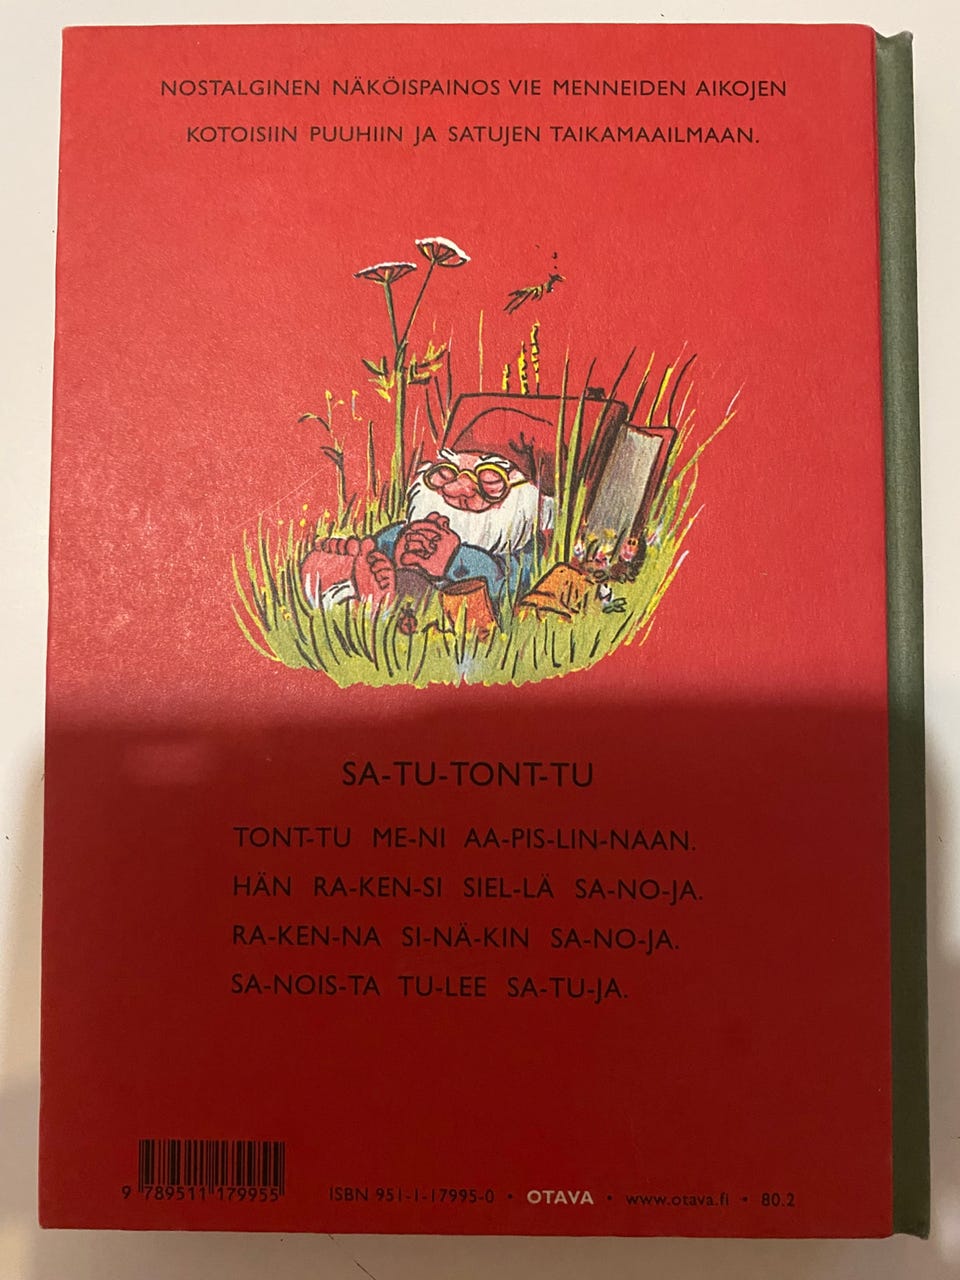 NOSTALGINEN NÄKÖISPAINOS VIE MENNEIDEN AIKOJEN
KOTOISIIN PUUHIIN JA SATUJEN TAIKAMAAILMAAN.
SA-TU-TONT-TU
TONT-TU ME-NI AA-PIS-LIN-NAAN.
HÄN RA-KEN-SI SIEL-LÄ SA-NO-JA.
RA-KEN-NA SI-NÄ-KIN SA-NO-JA.
SA-NOIS-TA TU-LEE SA-TU-JA.
9 789511 179955 ISBN 951-1-17995-0 • OTAVA • www.otava.fi • 80.2